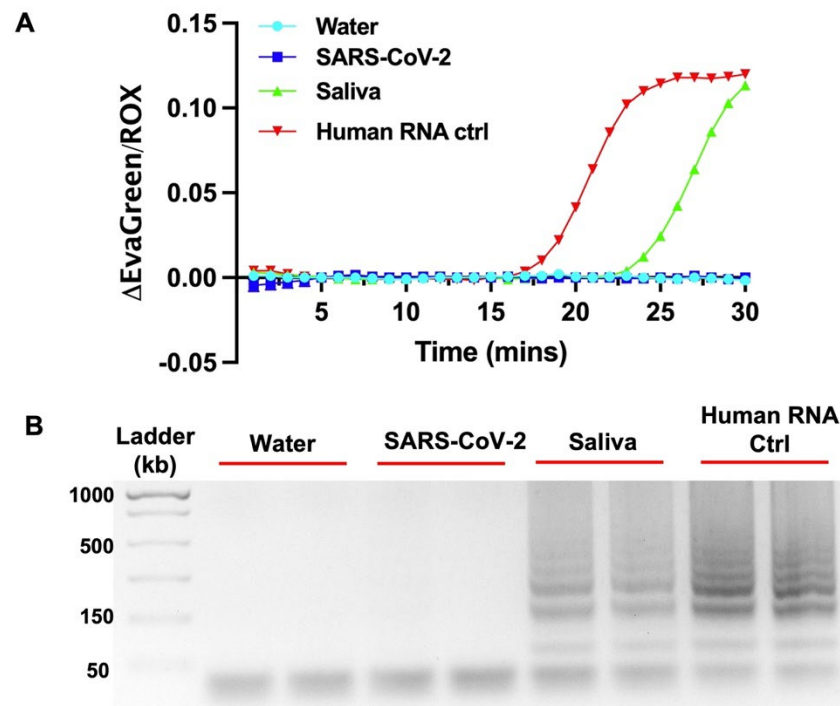 A
0.15
0.10
0.05
0.00
-0.05
ΔEvaGreen/ROX
Water
SARS-CoV-2
Saliva
Human RNA ctrl
5 10 15 20 25 30
Time (mins)
B
Ladder
(kb)
Water
SARS-CoV-2
Saliva
Human RNA
Ctrl
1000
500
150
50